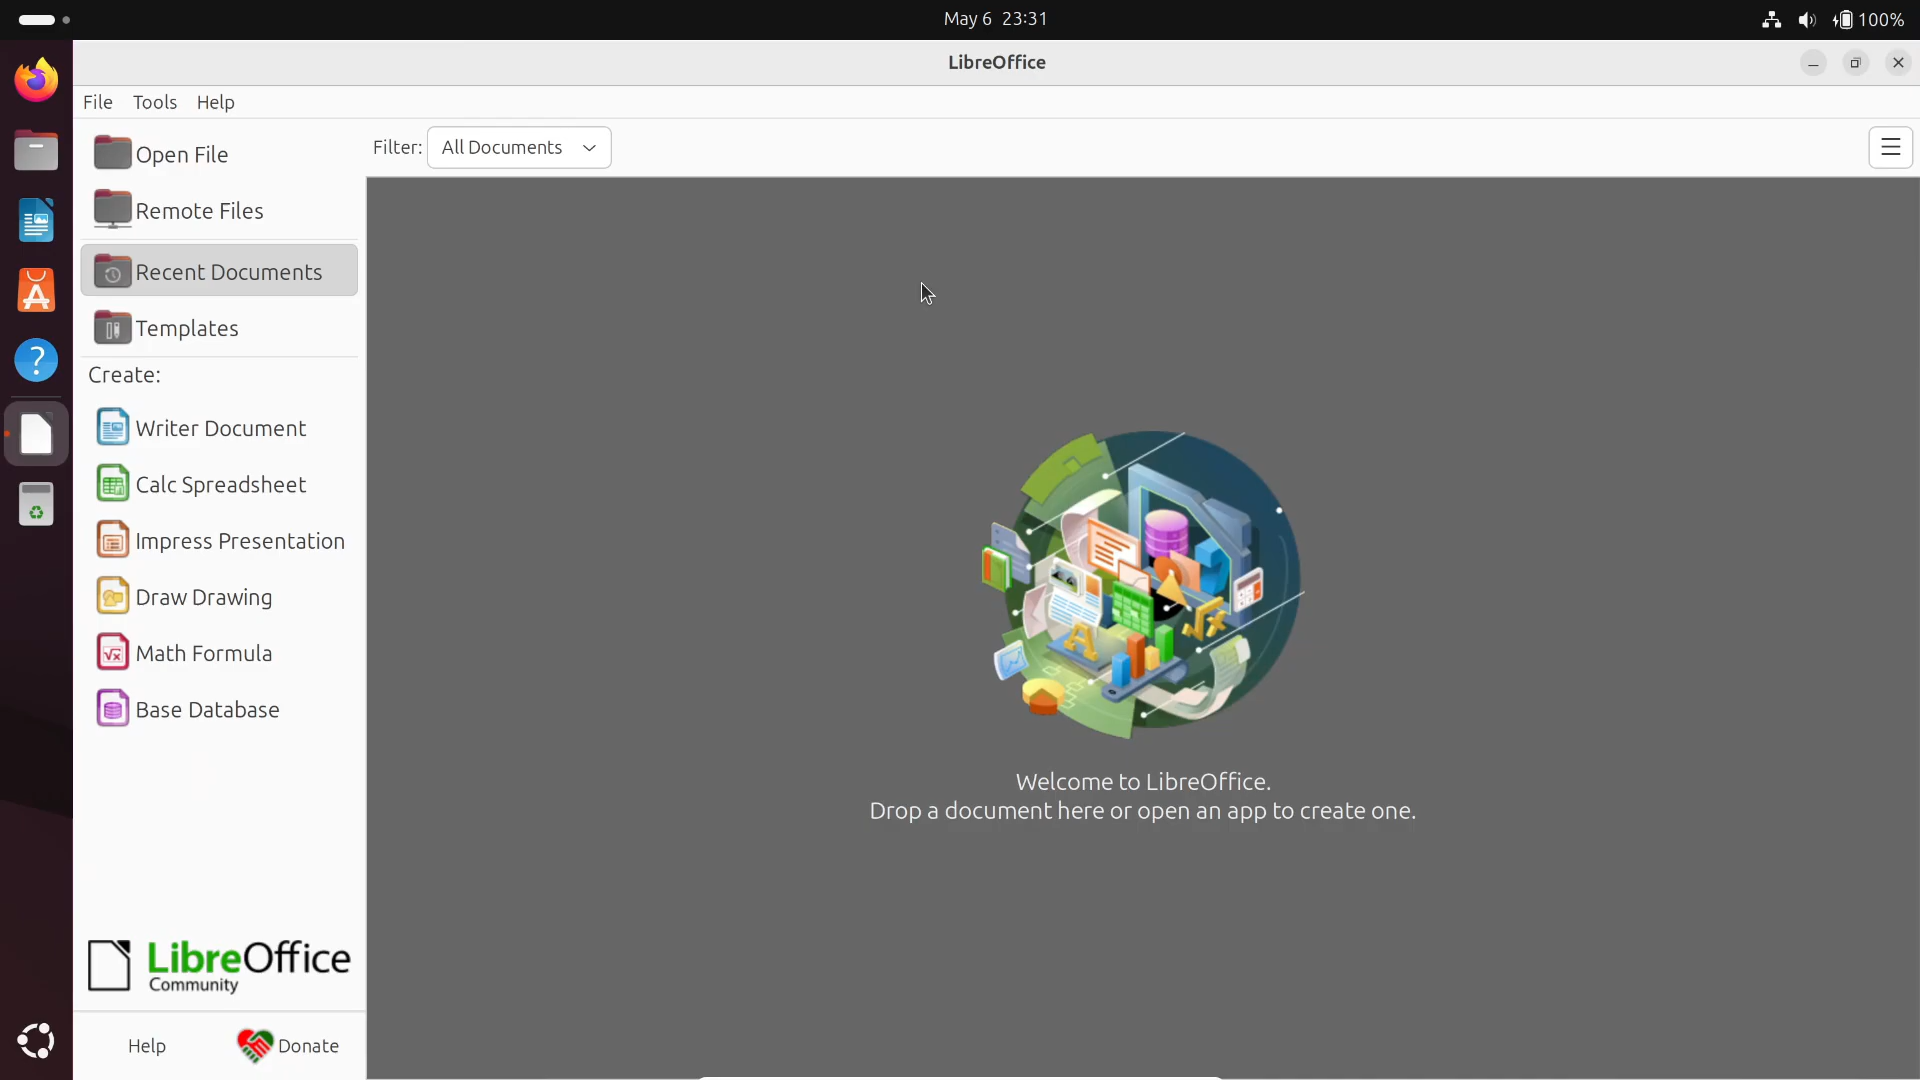 May 6 23:31
100%
LibreOffice
File Tools Help
Open File
Filter: All Documents
Remote Files
Recent Documents
Templates
Create:
Writer Document
Calc Spreadsheet
Impress Presentation
Draw Drawing
Math Formula
Base Database
Welcome to LibreOffice.
Drop a document here or open an app to create one.
LibreOffice
Community
Help Donate